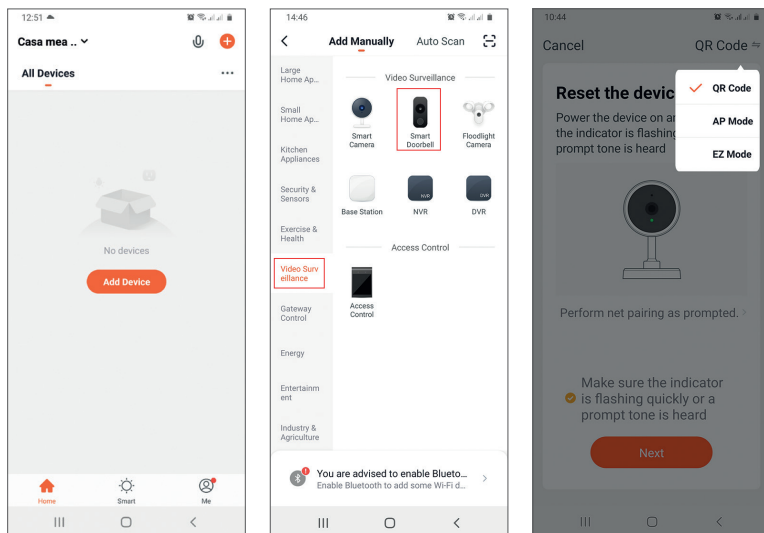 12:51
Casa mea ..
All Devices
No devices
Add Device
Home
Smart
Me
14:46
Add Manually
Auto Scan
Large
Home Ap...
Small
Home Ap...
Kitchen
Appliances
Security &
Sensors
Exercise &
Health
Video Surv
eillance
Gateway
Control
Energy
Entertainm
ent
Industry &
Agriculture
Video Surveillance
Smart
Camera
Smart
Doorbell
Floodlight
Camera
Base Station
NVR
NVR
DVR
DVR
Access Control
Access
Control
You are advised to enable Blueto...
Enable Bluetooth to add some Wi-Fi d...
10:44
Cancel
QR Code
QR Code
AP Mode
EZ Mode
Reset the devic
Power the device on an
the indicator is flashing
prompt tone is heard
Perform net pairing as prompted.
Make sure the indicator
is flashing quickly or a
prompt tone is heard
Next